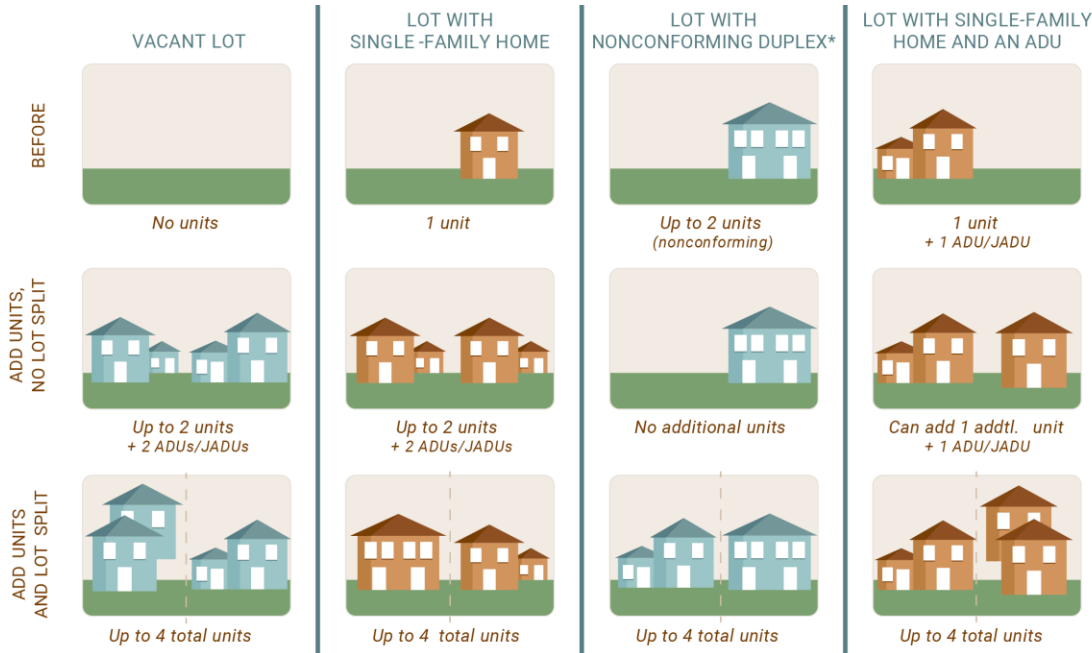 VACANT LOT
LOT WITH
SINGLE-FAMILY HOME
LOT WITH
NONCONFORMING DUPLEX*
LOT WITH SINGLE-FAMILY
HOME AND AN ADU
BEFORE
No units
1 unit
Up to 2 units
(nonconforming)
1 unit
+ 1 ADU/JADU
ADD UNITS,
NO LOT SPLIT
Up to 2 units
+ 2 ADUs/JADUs
Up to 2 units
+ 2 ADUs/JADUs
No additional units
Can add 1 addtl. unit
+ 1 ADU/JADU
ADD UNITS
AND LOT SPLIT
Up to 4 total units
Up to 4 total units
Up to 4 total units
Up to 4 total units